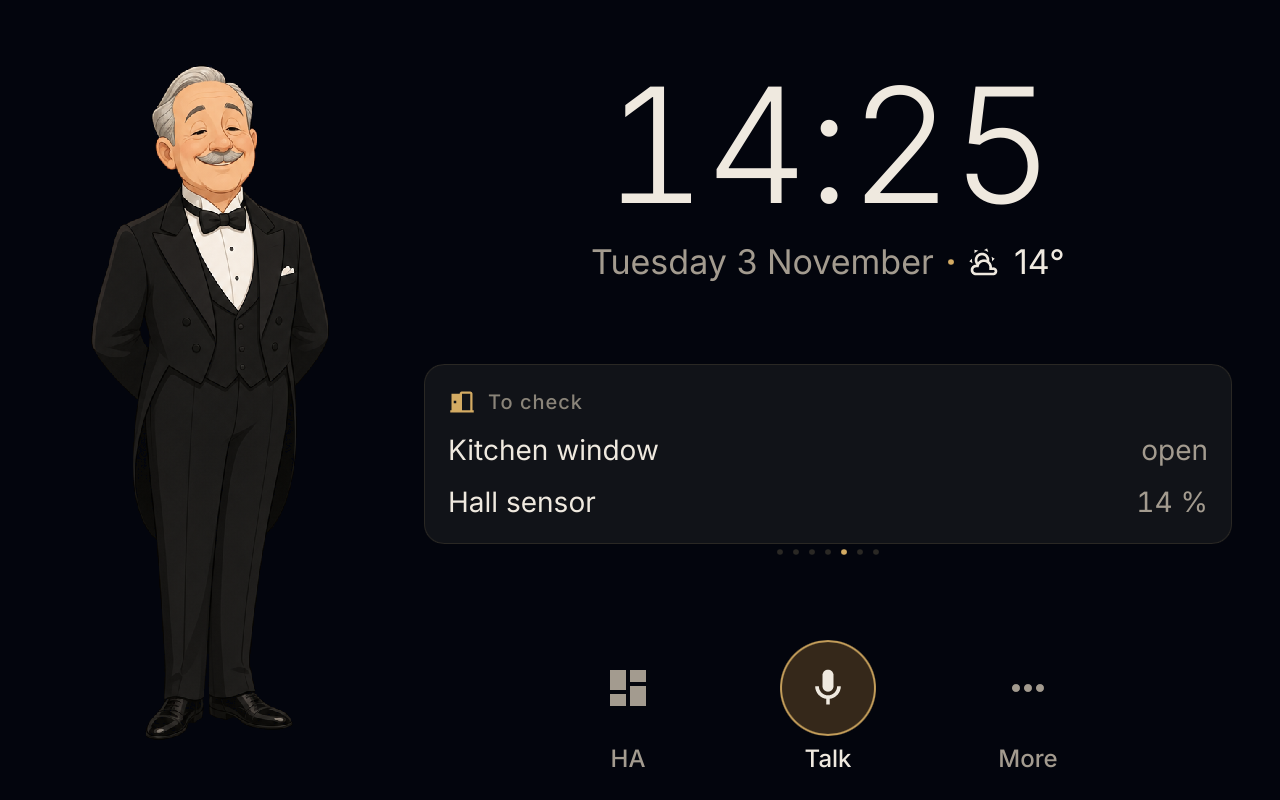 14:25
Tuesday 3 November • 14°
To check
Kitchen window open
Hall sensor 14 %
HA Talk More